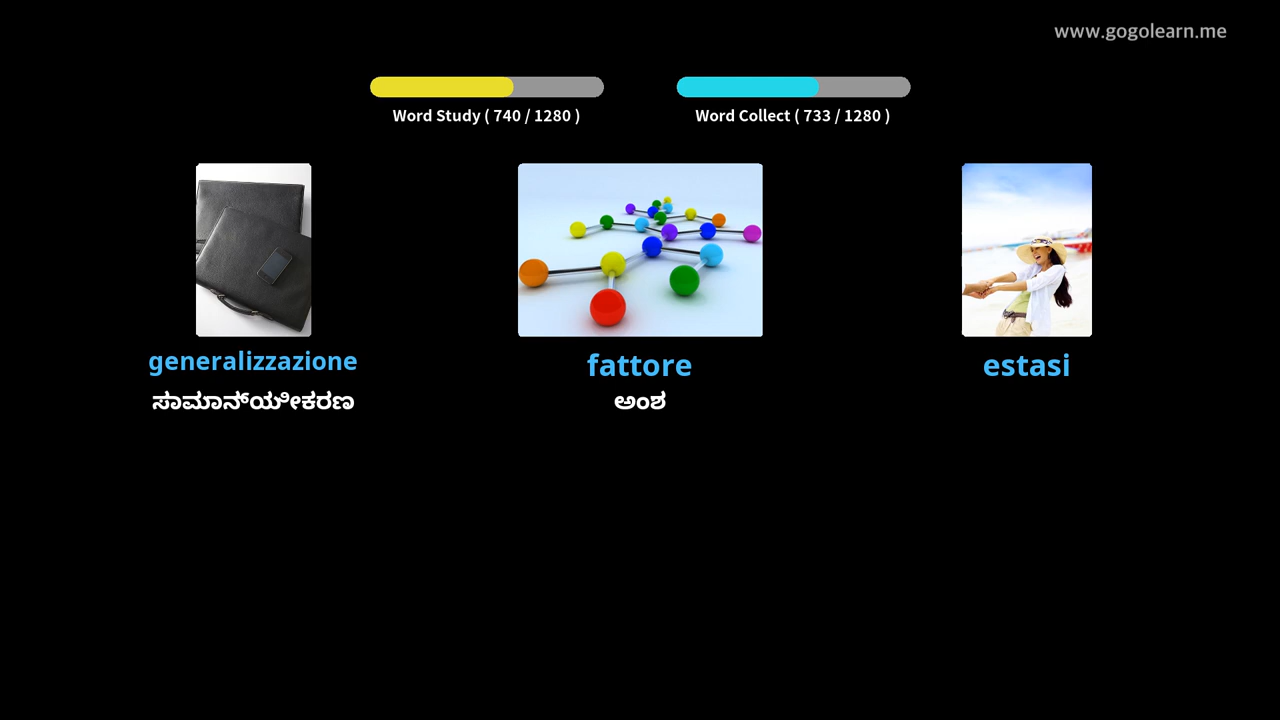 www.gogolearn.me
Word Study ( 740 / 1280 )
Word Collect ( 733 / 1280 )
generalizzazione
fattore
estasi
ಸಾಮಾನ್ಯೀಕರಣ
ಅಂಶ